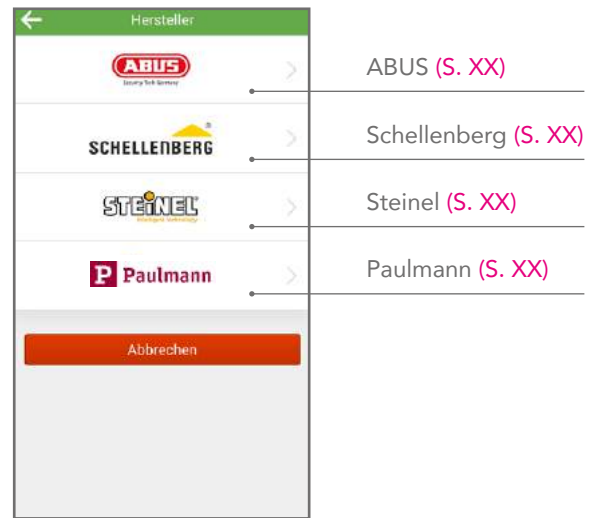 Hersteller
ABUS
Security Tech Germany
ABUS (S. XX)
SCHELLENBERG®
Schellenberg (S. XX)
STEINEL
Steinel (S. XX)
P Paulmann
Paulmann (S. XX)
Abbrechen